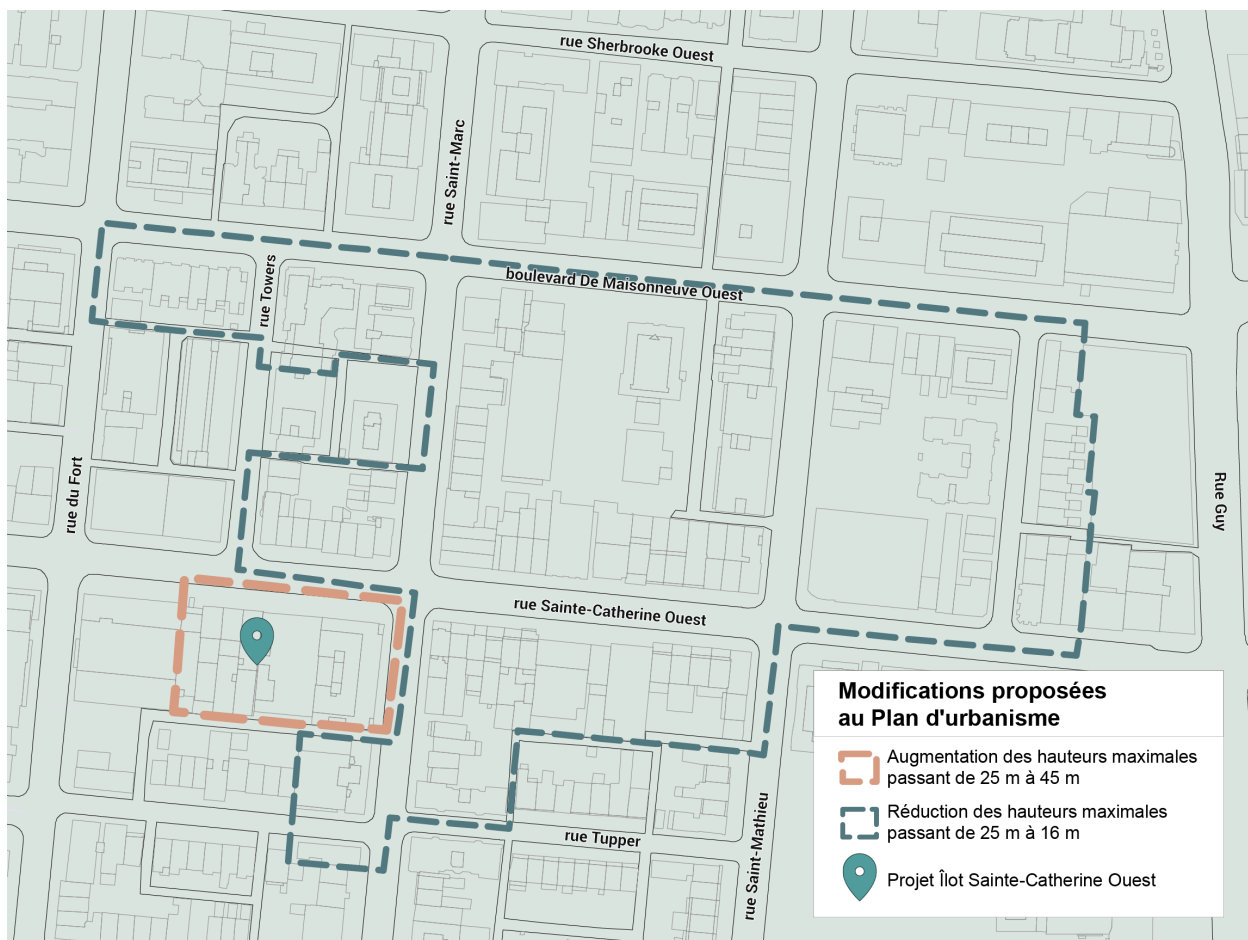 rue Sherbrooke Ouest
rue Saint-Marc
rue Towers
boulevard De Maisonneuve Ouest
rue du Fort
Rue Guy
rue Sainte-Catherine Ouest
rue Tupper
rue Saint-Mathieu
Modifications proposées
au Plan d'urbanisme
Augmentation des hauteurs maximales
passant de 25 m à 45 m
Réduction des hauteurs maximales
passant de 25 m à 16 m
Projet Îlot Sainte-Catherine Ouest